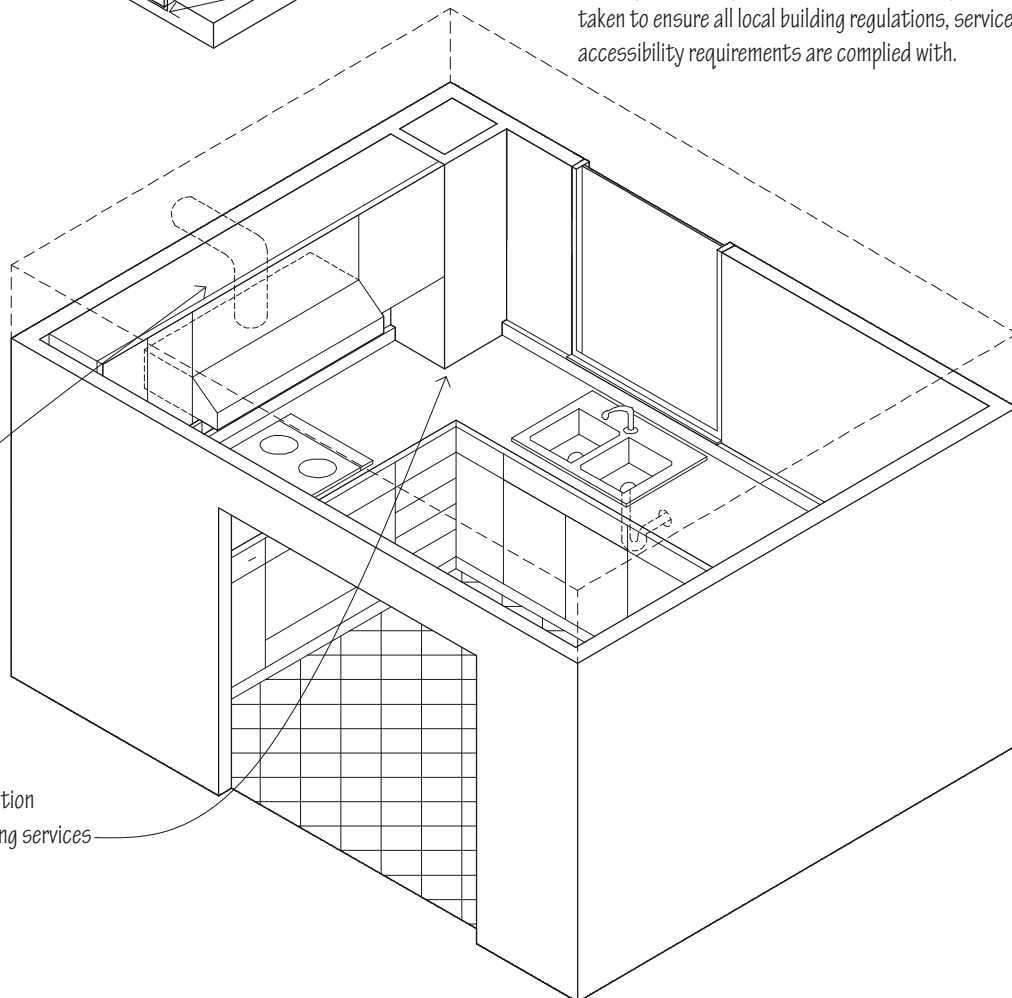 taken to ensure all local building regulations, service
accessibility requirements are complied with.
tion
ng services